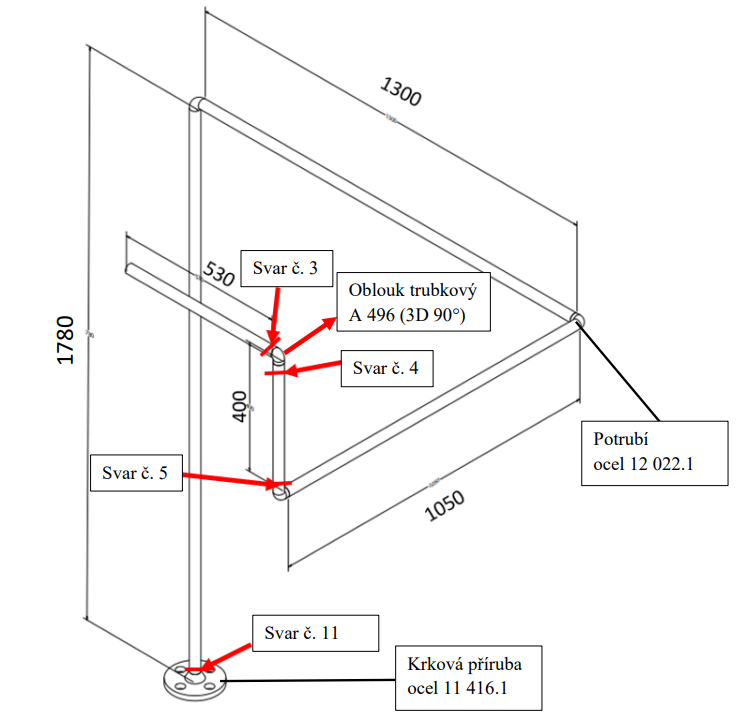 1300
530
Svar č. 3
Oblouk trubkový
A 496 (3D 90°)
1780
Svar č. 4
400
Potrubí
ocel 12 022.1
Svar č. 5
1050
Svar č. 11
Krková příruba
ocel 11 416.1